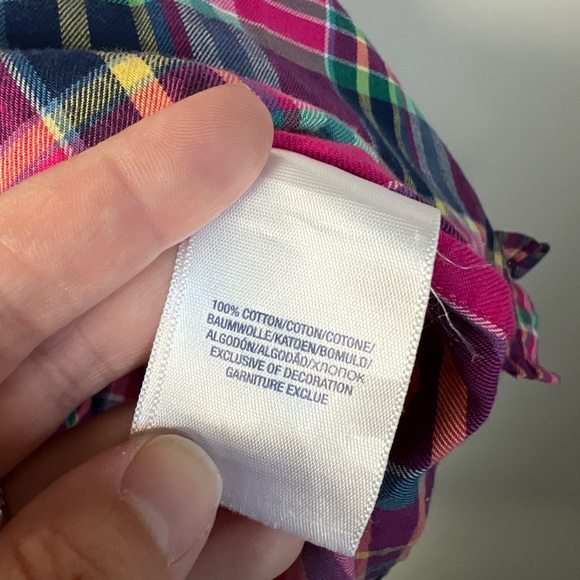 100% COTTON/COTON/COTONE/
BAUMWOLLE/KATOEN/BOMULD/
ALGODÓN/ALGODÃO/ХЛОПОК
EXCLUSIVE OF DECORATION
GARNITURE EXCLUE